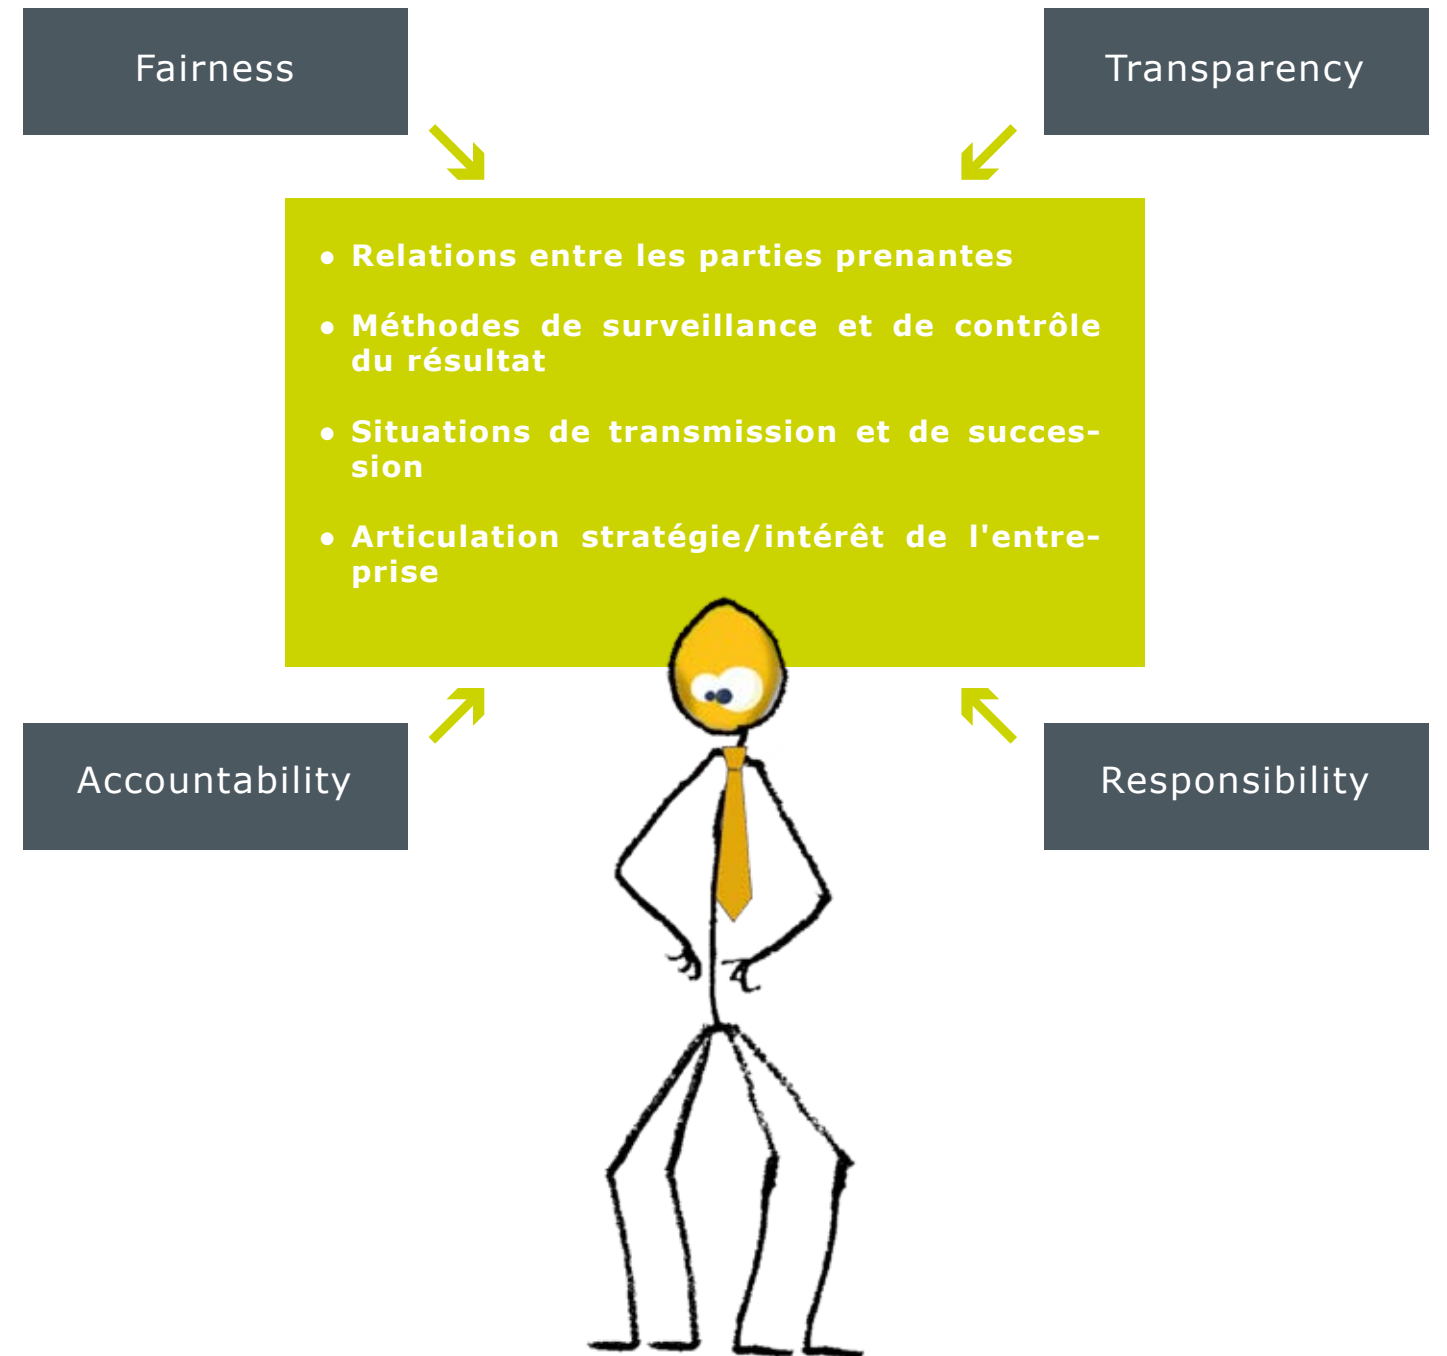 Fairness
Transparency
● Relations entre les parties prenantes
● Méthodes de surveillance et de contrôle
du résultat
● Situations de transmission et de succes-
sion
● Articulation stratégie/intérêt de l'entre-
prise
Accountability
Responsibility